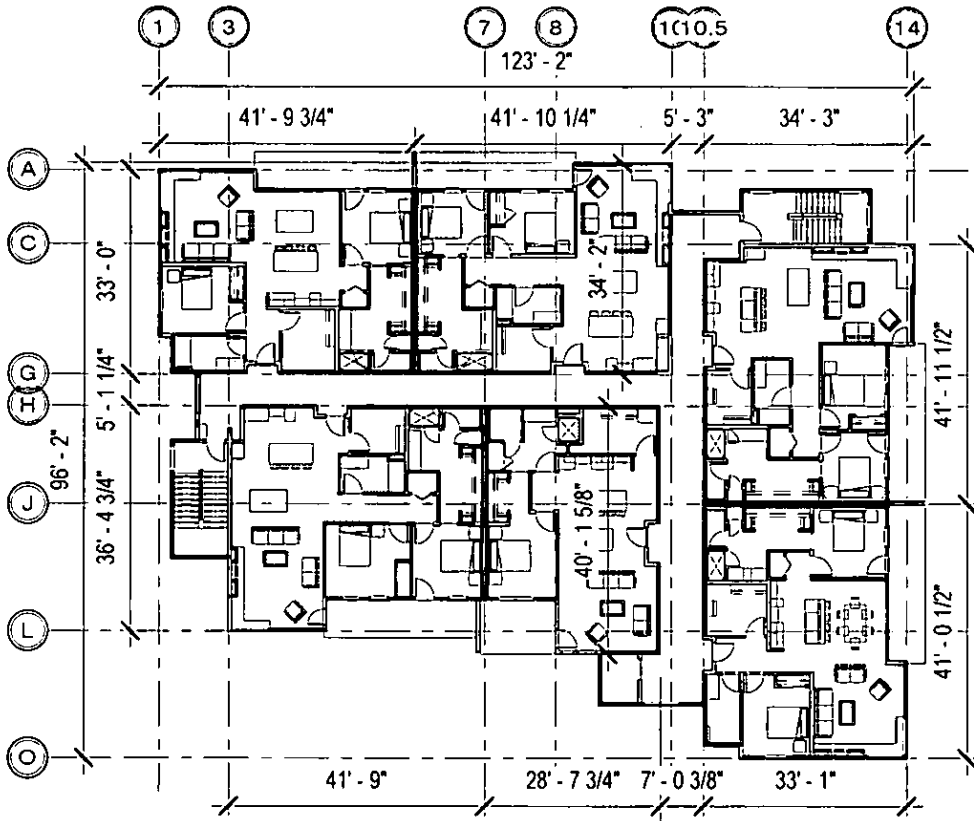 1 3 7 8 10 10.5 14
123' - 2"
41' - 9 3/4" 41' - 10 1/4" 5' - 3" 34' - 3"
A
C
33' - 0"
34' - 2"
G
41' - 11 1/2"
5' - 1 1/4"
H
96' - 2"
J
36' - 4 3/4"
40' - 1 5/8"
L
41' - 0 1/2"
O
41' - 9" 28' - 7 3/4" 7' - 0 3/8" 33' - 1"